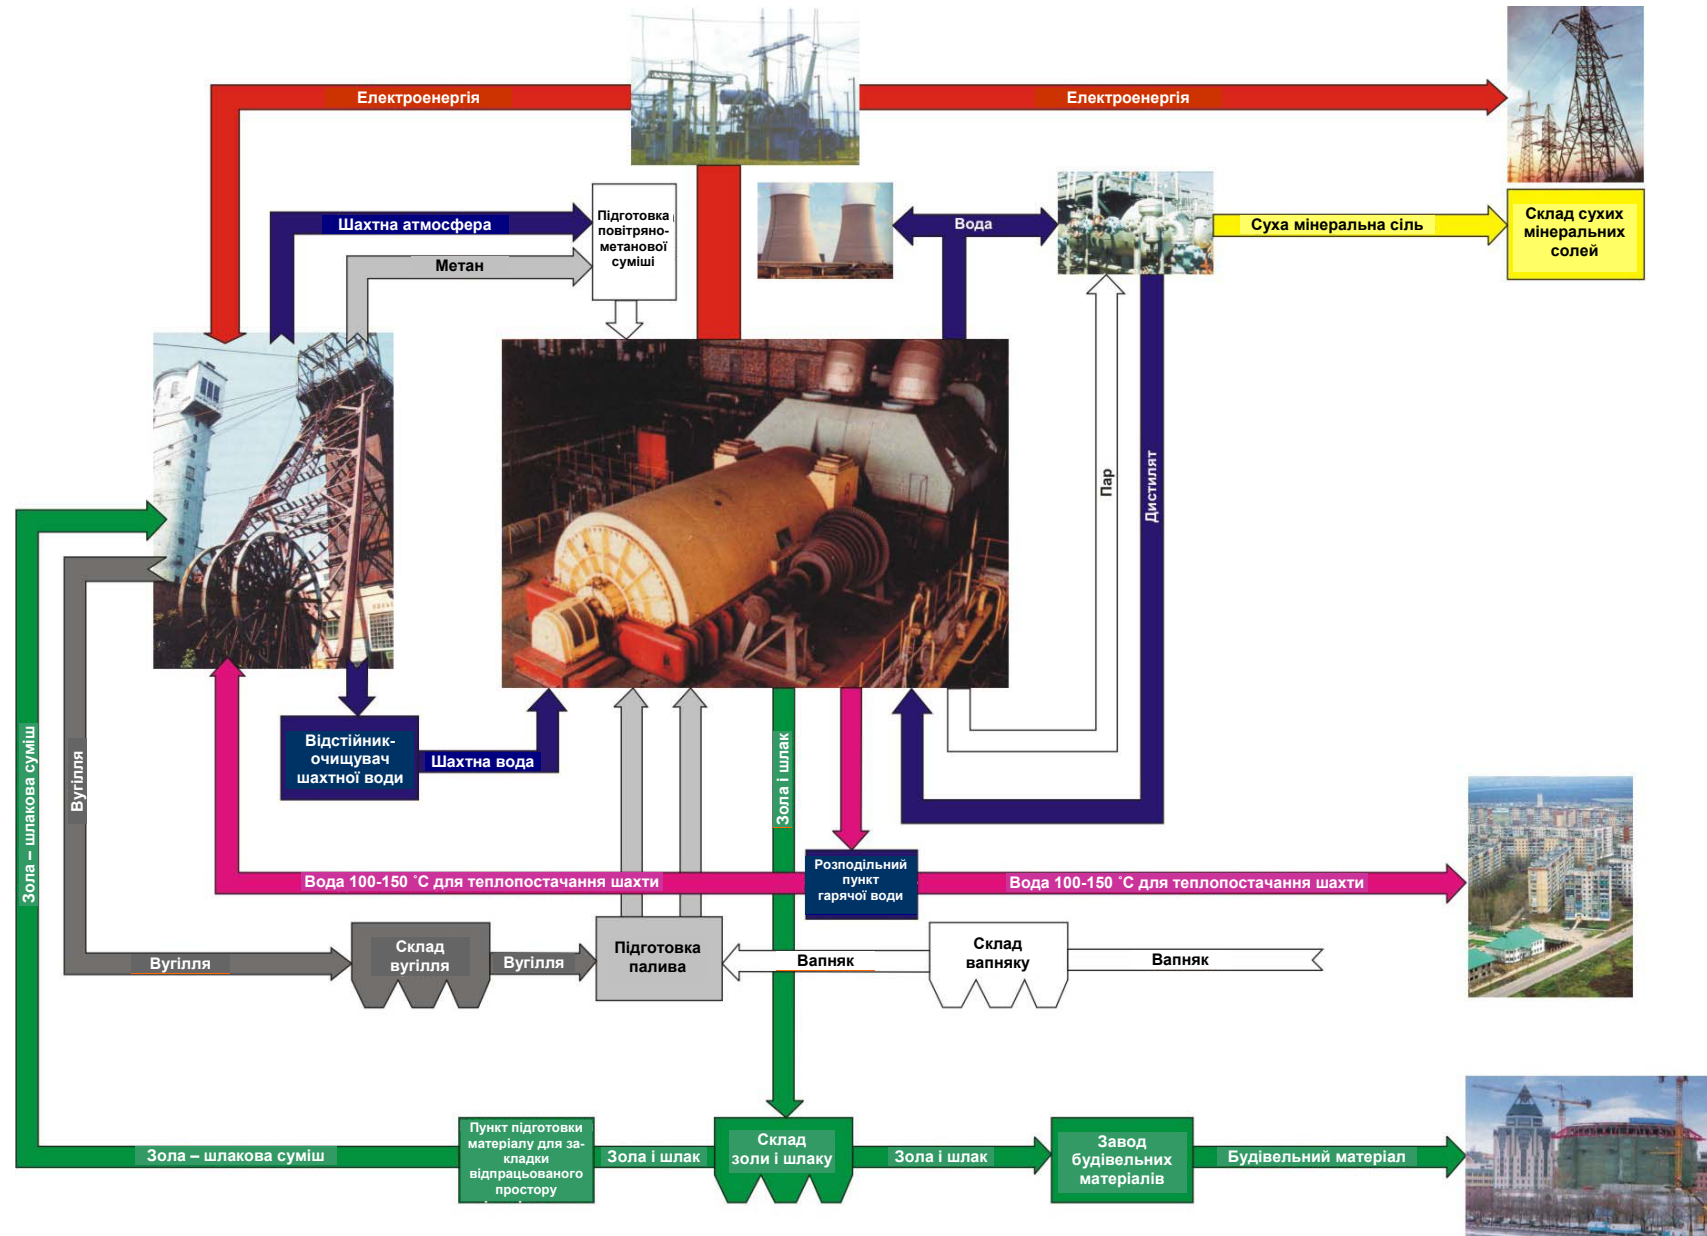 Електроенергія
Електроенергія
Шахтна атмосфера
Метан
Підготовка
повітряно-
метанової
суміші
Вода
Суха мінеральна сіль
Склад сухих
мінеральних
солей
Пар
Дистилят
Відстійник-
очищувач
шахтної води
Шахтна вода
Зола – шлакова суміш
Вугілля
Зола і шлак
Розподільний
пункт
гарячої води
Вода 100-150 ˚С для теплопостачання шахти
Вода 100-150 ˚С для теплопостачання шахти
Вугілля
Склад
вугілля
Вугілля
Підготовка
палива
Вапняк
Склад
вапняку
Вапняк
Зола – шлакова суміш
Пункт підготовки
матеріалу для за-
кладки
відпрацьованого
простору
Зола і шлак
Склад
золи і шлаку
Зола і шлак
Завод
будівельних
матеріалів
Будівельний матеріал